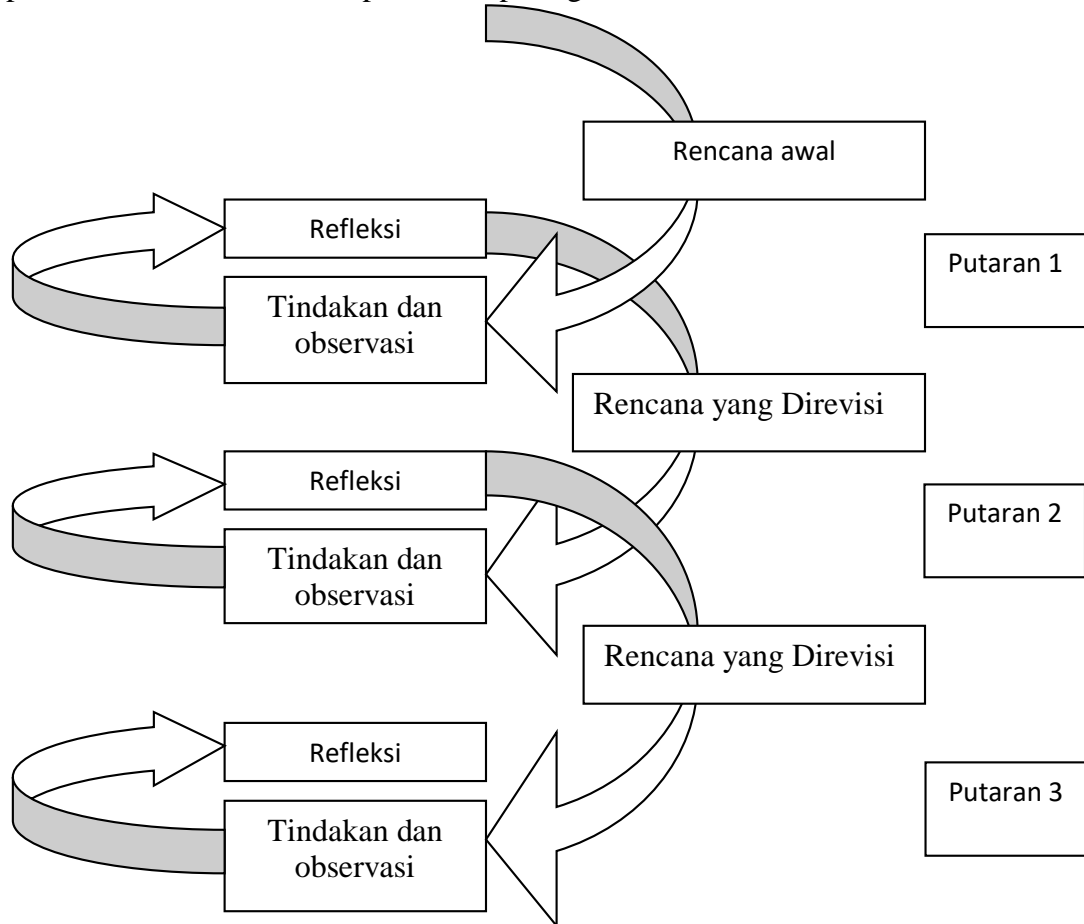 Rencana awal
Refleksi
Putaran 1
Tindakan dan
observasi
Rencana yang Direvisi
Refleksi
Putaran 2
Tindakan dan
observasi
Rencana yang Direvisi
Refleksi
Putaran 3
Tindakan dan
observasi